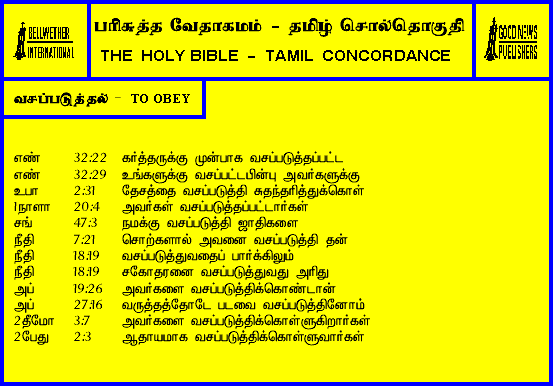 BELLWETHER INTERNATIONAL
பரிசுத்த வேதாகமம் - தமிழ் சொல்தொகுதி
THE HOLY BIBLE - TAMIL CONCORDANCE
GOOD NEWS PUBLISHERS
வசப்படுத்தல் - TO OBEY
எண் 32:22 கர்த்தருக்கு முன்பாக வசப்படுத்தப்பட்ட
எண் 32:29 உங்களுக்கு வசப்பட்டபின்பு அவர்களுக்கு
உபா 2:31 தேசத்தை வசப்படுத்தி சுதந்தரித்துக்கொள்
1நாளா 20:4 அவர்கள் வசப்படுத்தப்பட்டார்கள்
சங் 47:3 நமக்கு வசப்படுத்தி ஜாதிகளை
நீதி 7:21 சொற்களால் அவனை வசப்படுத்தி தன்
நீதி 18:19 வசப்படுத்துவதைப் பார்க்கிலும்
நீதி 18:19 சகோதரனை வசப்படுத்துவது அரிது
அப் 19:26 அவர்களை வசப்படுத்திக்கொண்டான்
அப் 27:16 வருத்தத்தோடே படவை வசப்படுத்தினோம்
2தீமோ 3:7 அவர்களை வசப்படுத்திக்கொள்ளுகிறார்கள்
2பேது 2:3 ஆதாயமாக வசப்படுத்திக்கொள்ளுவார்கள்